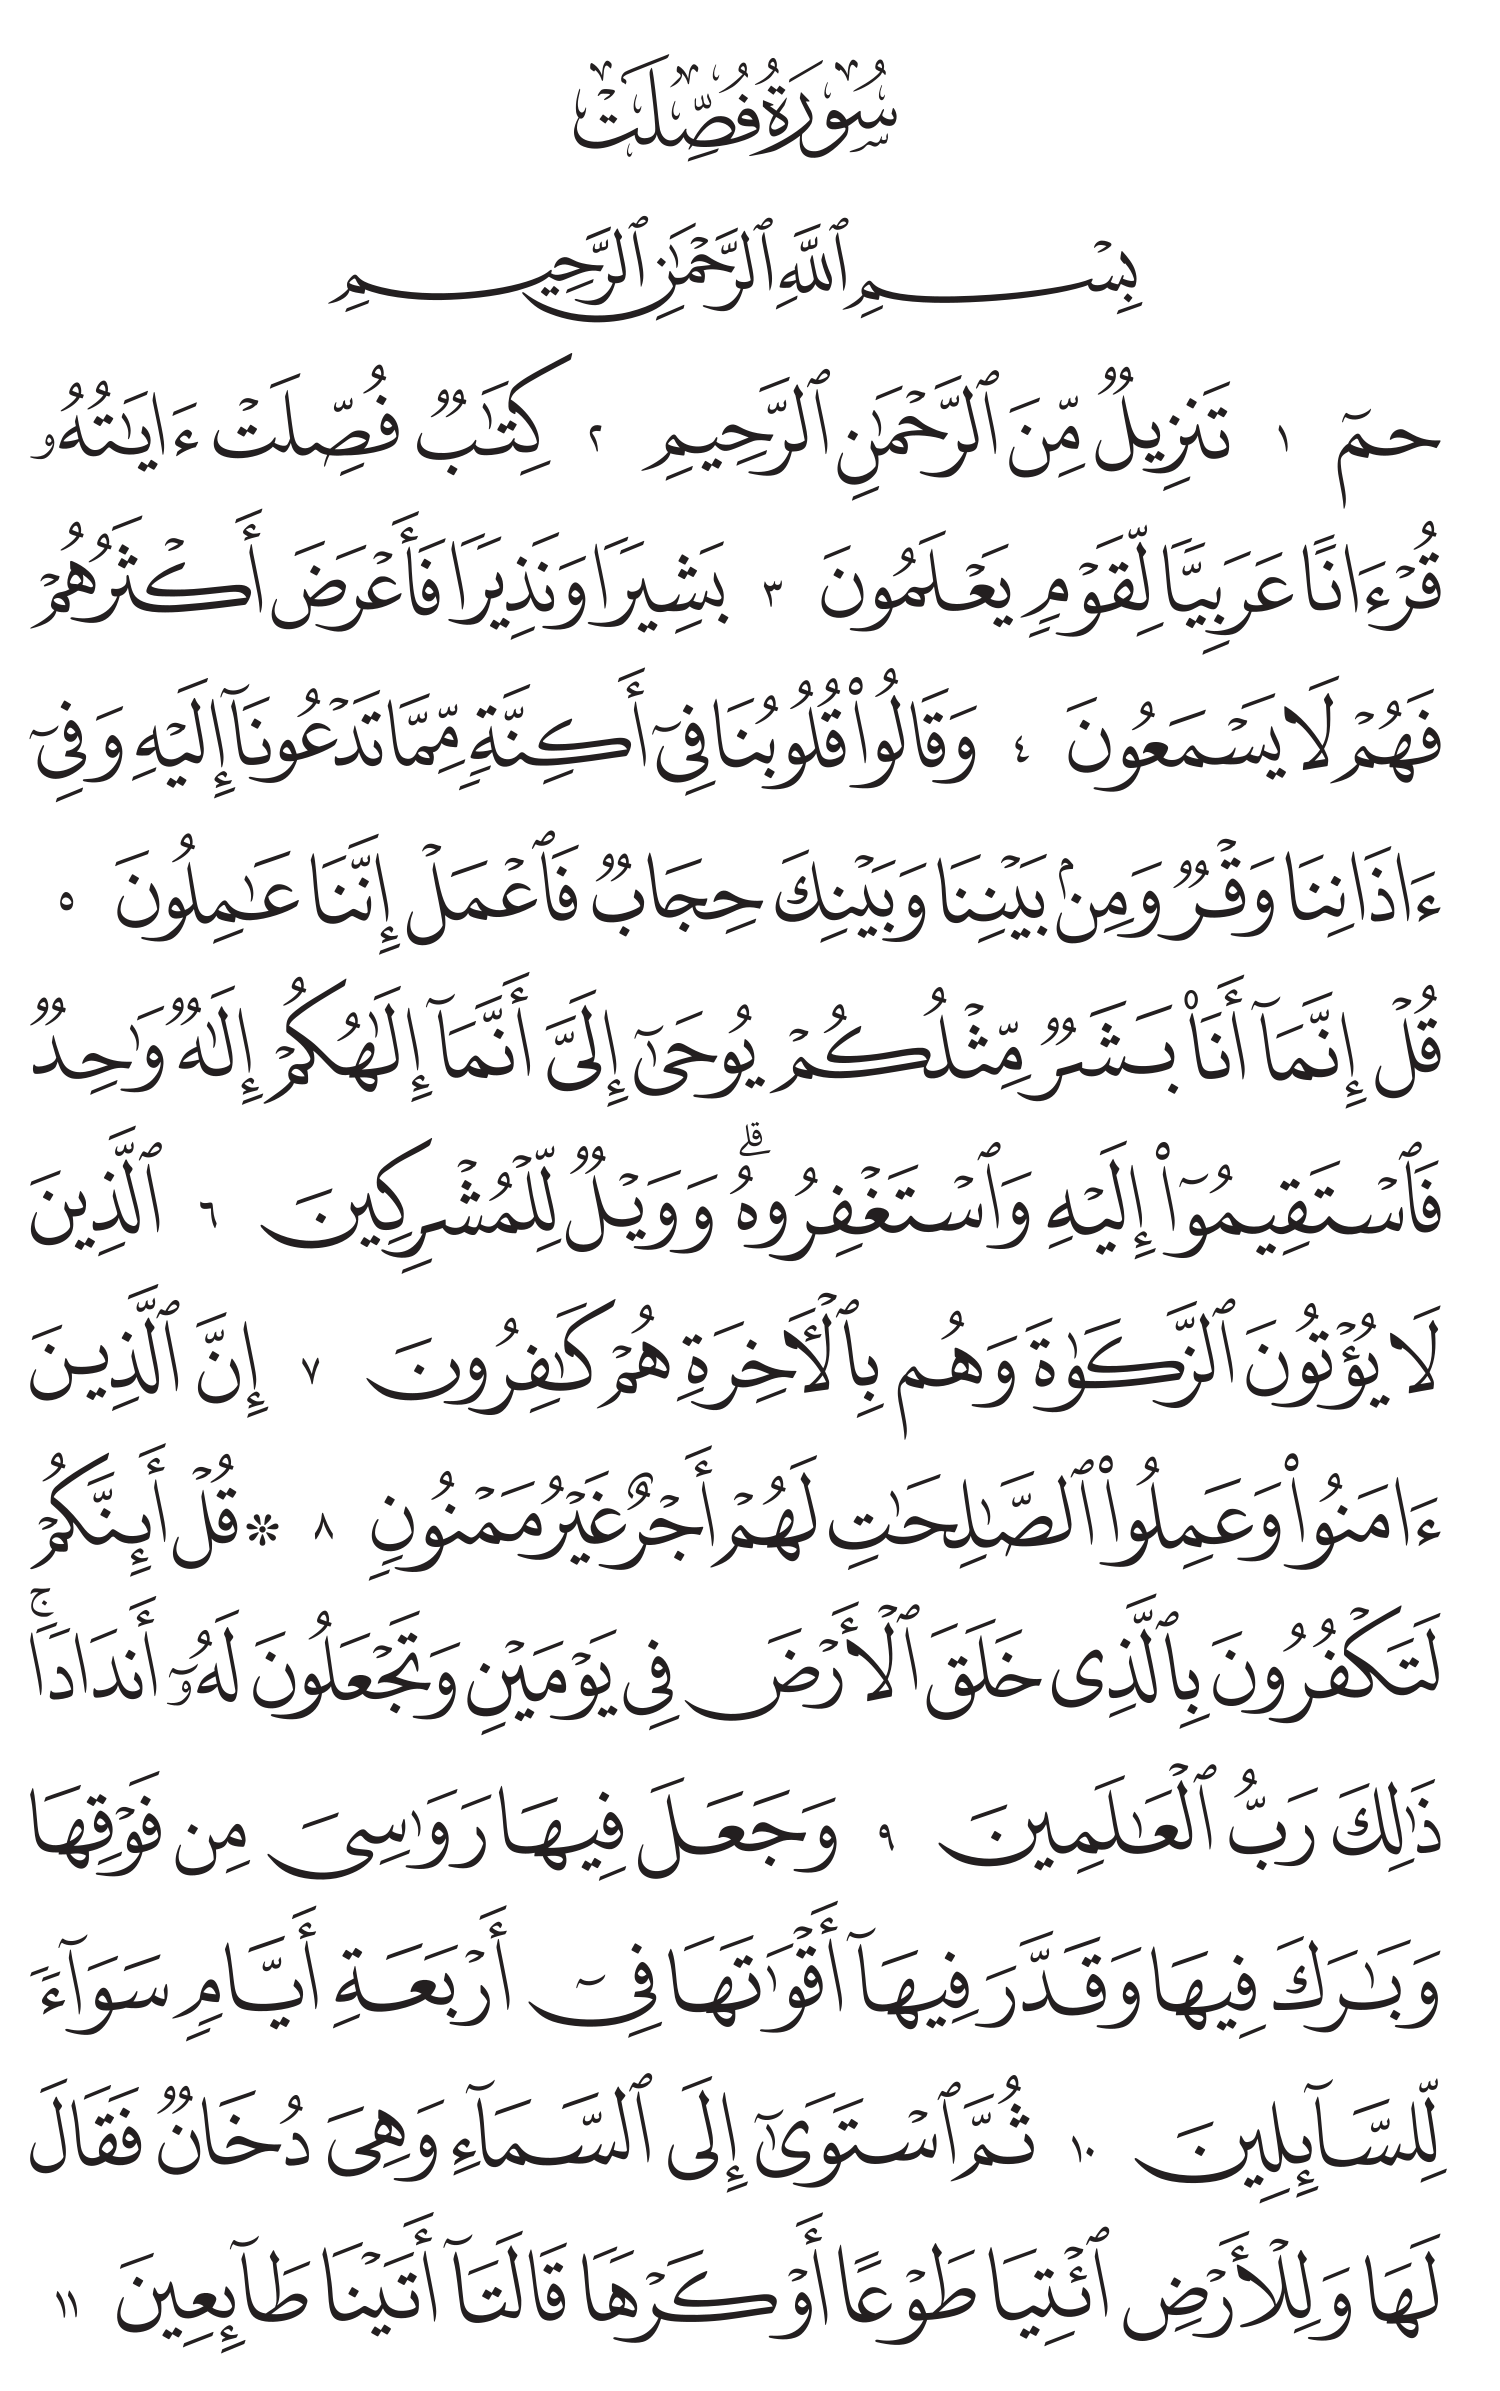 سُورَةُ فُصِّلَتْ
بِسْمِ ٱللَّهِ ٱلرَّحْمَٰنِ ٱلرَّحِيمِ
حمٓ ١ تَنزِيلٌ مِّنَ ٱلرَّحْمَٰنِ ٱلرَّحِيمِ ٢ كِتَٰبٌ فُصِّلَتْ ءَايَٰتُهُۥ
قُرْءَانًا عَرَبِيًّا لِّقَوْمٍ يَعْلَمُونَ ٣ بَشِيرًا وَنَذِيرًا فَأَعْرَضَ أَكْثَرُهُمْ
فَهُمْ لَا يَسْمَعُونَ ٤ وَقَالُوا۟ قُلُوبُنَا فِىٓ أَكِنَّةٍ مِّمَّا تَدْعُونَآ إِلَيْهِ وَفِىٓ
ءَاذَانِنَا وَقْرٌ وَمِنۢ بَيْنِنَا وَبَيْنِكَ حِجَابٌ فَٱعْمَلْ إِنَّنَا عَٰمِلُونَ ٥
قُلْ إِنَّمَآ أَنَا۠ بَشَرٌ مِّثْلُكُمْ يُوحَىٰٓ إِلَىَّ أَنَّمَآ إِلَٰهُكُمْ إِلَٰهٌ وَٰحِدٌ
فَٱسْتَقِيمُوٓا۟ إِلَيْهِ وَٱسْتَغْفِرُوهُ ۗ وَوَيْلٌ لِّلْمُشْرِكِينَ ٦ ٱلَّذِينَ
لَا يُؤْتُونَ ٱلزَّكَوٰةَ وَهُم بِٱلْءَاخِرَةِ هُمْ كَٰفِرُونَ ٧ إِنَّ ٱلَّذِينَ
ءَامَنُوا۟ وَعَمِلُوا۟ ٱلصَّٰلِحَٰتِ لَهُمْ أَجْرٌ غَيْرُ مَمْنُونٍ ٨ ۞ قُلْ أَئِنَّكُمْ
لَتَكْفُرُونَ بِٱلَّذِى خَلَقَ ٱلْأَرْضَ فِى يَوْمَيْنِ وَتَجْعَلُونَ لَهُۥٓ أَندَادًا ۚ
ذَٰلِكَ رَبُّ ٱلْعَٰلَمِينَ ٩ وَجَعَلَ فِيهَا رَوَٰسِىَ مِن فَوْقِهَا
وَبَٰرَكَ فِيهَا وَقَدَّرَ فِيهَآ أَقْوَٰتَهَا فِىٓ أَرْبَعَةِ أَيَّامٍ سَوَآءً
لِّلسَّآئِلِينَ ١٠ ثُمَّ ٱسْتَوَىٰٓ إِلَى ٱلسَّمَآءِ وَهِىَ دُخَانٌ فَقَالَ
لَهَا وَلِلْأَرْضِ ٱئْتِيَا طَوْعًا أَوْ كَرْهًا قَالَتَآ أَتَيْنَا طَآئِعِينَ ١١